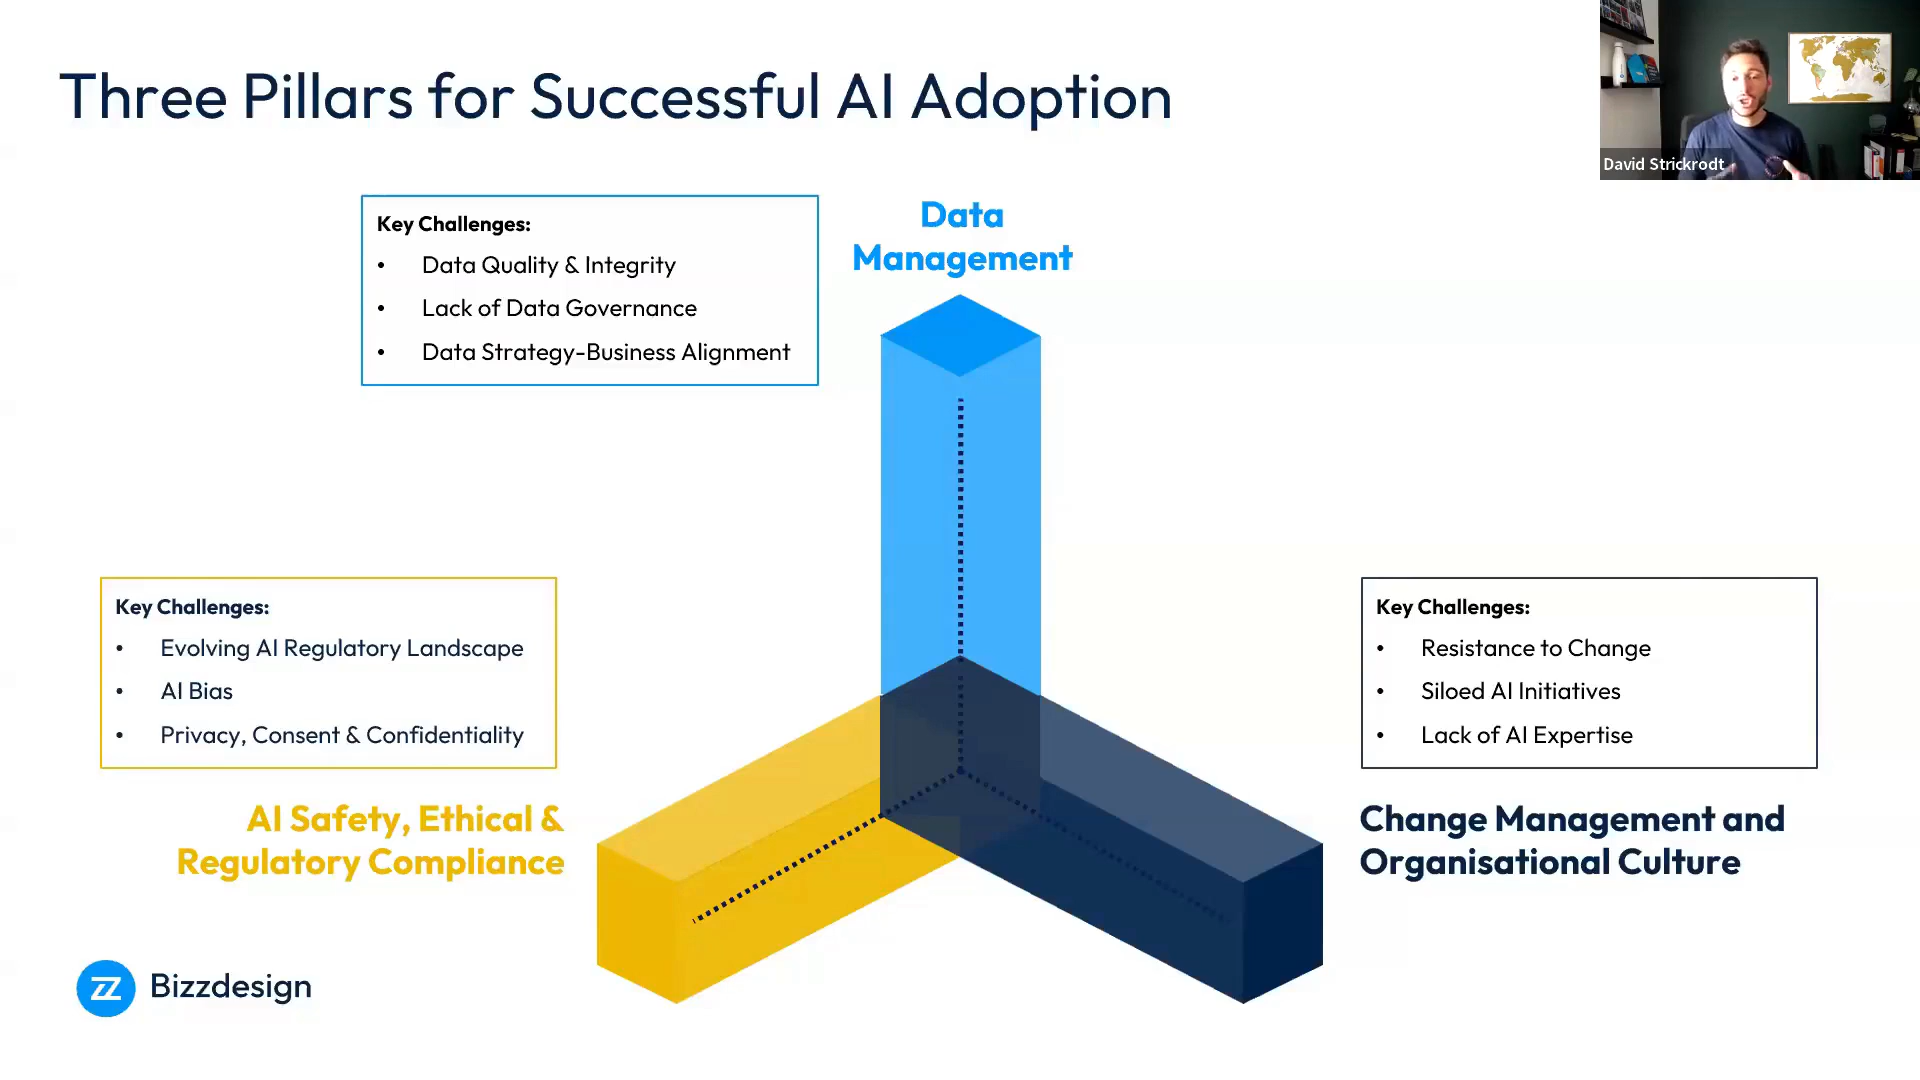 Three Pillars for Successful AI Adoption
David Strickrodt
Key Challenges:
• Data Quality & Integrity
• Lack of Data Governance
• Data Strategy-Business Alignment
Data
Management
Key Challenges:
• Evolving AI Regulatory Landscape
• AI Bias
• Privacy, Consent & Confidentiality
AI Safety, Ethical &
Regulatory Compliance
Key Challenges:
• Resistance to Change
• Siloed AI Initiatives
• Lack of AI Expertise
Change Management and
Organisational Culture
Bizzdesign